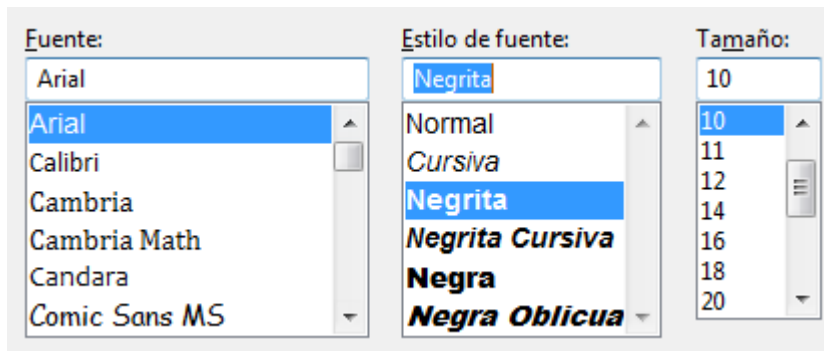 Fuente:
Arial
Arial
Calibri
Cambria
Cambria Math
Candara
Comic Sans MS
Estilo de fuente:
Negrita
Normal
Cursiva
Negrita
Negrita Cursiva
Negra
Negra Oblicua
Tamaño:
10
10
11
12
14
16
18
20